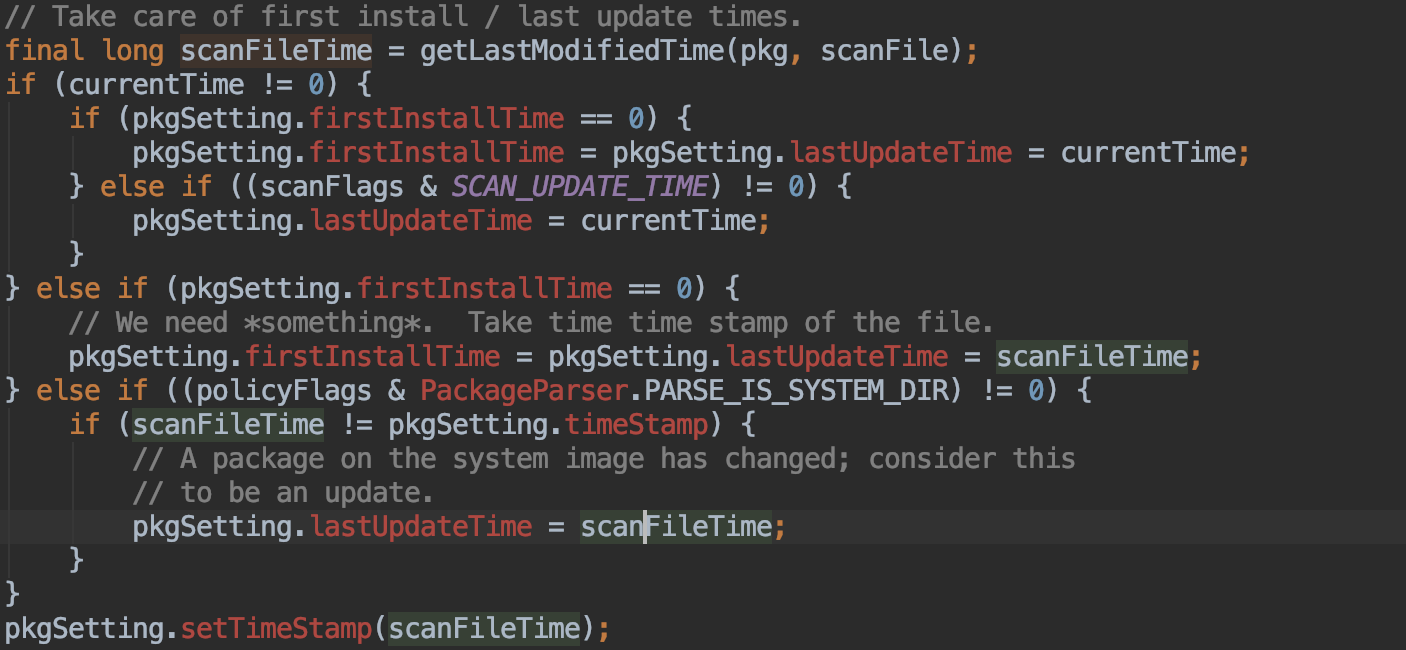 // Take care of first install / last update times.
final long scanFileTime = getLastModifiedTime(pkg, scanFile);
if (currentTime != 0) {
    if (pkgSetting.firstInstallTime == 0) {
        pkgSetting.firstInstallTime = pkgSetting.lastUpdateTime = currentTime;
    } else if ((scanFlags & SCAN_UPDATE_TIME) != 0) {
        pkgSetting.lastUpdateTime = currentTime;
    }
} else if (pkgSetting.firstInstallTime == 0) {
    // We need *something*.  Take time time stamp of the file.
    pkgSetting.firstInstallTime = pkgSetting.lastUpdateTime = scanFileTime;
} else if ((policyFlags & PackageParser.PARSE_IS_SYSTEM_DIR) != 0) {
    if (scanFileTime != pkgSetting.timeStamp) {
        // A package on the system image has changed; consider this
        // to be an update.
        pkgSetting.lastUpdateTime = scanFileTime;
    }
}
pkgSetting.setTimeStamp(scanFileTime);